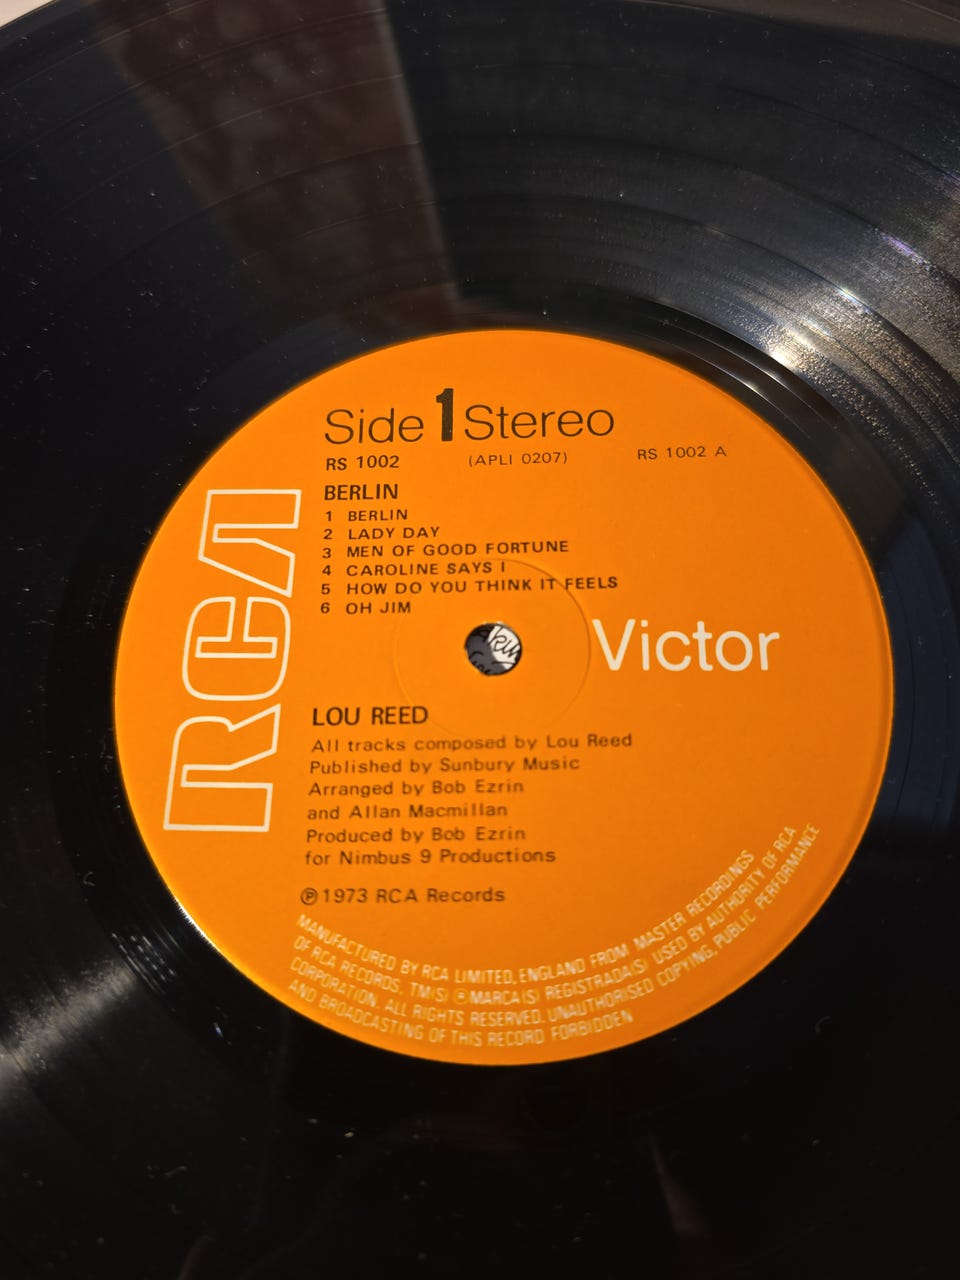 Side 1 Stereo
RS 1002 (APLI 0207) RS 1002 A
BERLIN
1 BERLIN
2 LADY DAY
3 MEN OF GOOD FORTUNE
4 CAROLINE SAYS I
5 HOW DO YOU THINK IT FEELS
6 OH JIM
RCA
Victor
LOU REED
All tracks composed by Lou Reed
Published by Sunbury Music
Arranged by Bob Ezrin
and Allan Macmillan
Produced by Bob Ezrin
for Nimbus 9 Productions
℗ 1973 RCA Records
MANUFACTURED BY RCA LIMITED, ENGLAND FROM MASTER RECORDINGS
OF RCA RECORDS. TM(S) ® MARCA(S) REGISTRADA(S) USED BY AUTHORITY OF RCA
CORPORATION. ALL RIGHTS RESERVED. UNAUTHORISED COPYING, PUBLIC PERFORMANCE
AND BROADCASTING OF THIS RECORD FORBIDDEN